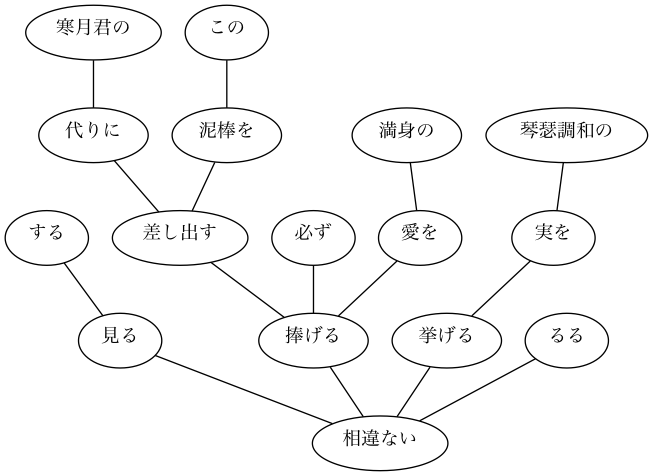 寒月君の
この
代りに
泥棒を
満身の
琴瑟調和の
する
差し出す
必ず
愛を
実を
見る
捧げる
挙げる
るる
相違ない